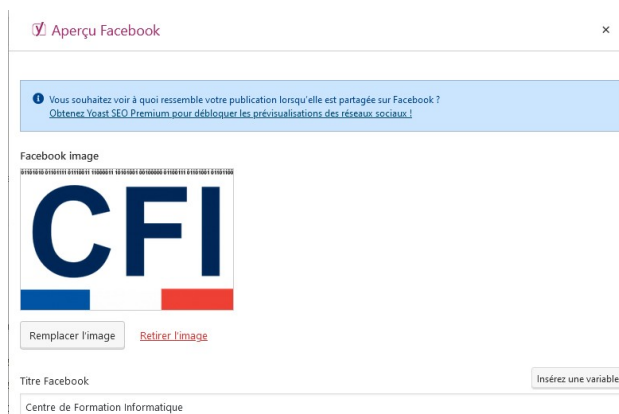 Aperçu Facebook
×
Vous souhaitez voir à quoi ressemble votre publication lorsqu'elle est partagée sur Facebook ?
Obtenez Yoast SEO Premium pour débloquer les prévisualisations des réseaux sociaux !
Facebook image
CFI
Remplacer l'image
Retirer l'image
Titre Facebook
Insérez une variable
Centre de Formation Informatique